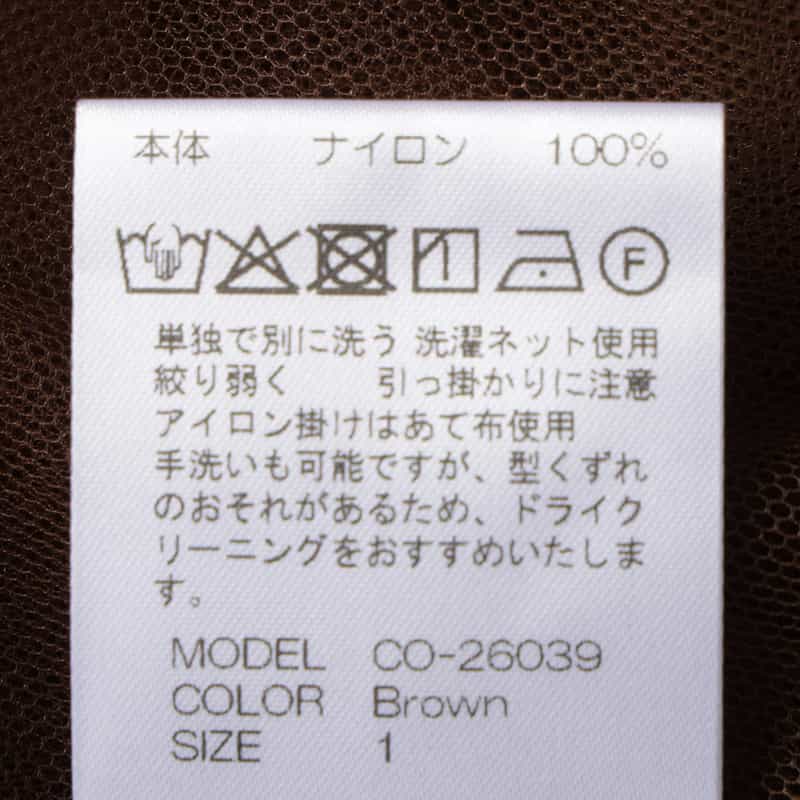 本体 ナイロン 100%
F
単独で別に洗う 洗濯ネット使用
絞り弱く 引っ掛かりに注意
アイロン掛けはあて布使用
手洗いも可能ですが、型くずれ
のおそれがあるため、ドライク
リーニングをおすすめいたしま
す。
MODEL CO-26039
COLOR Brown
SIZE 1